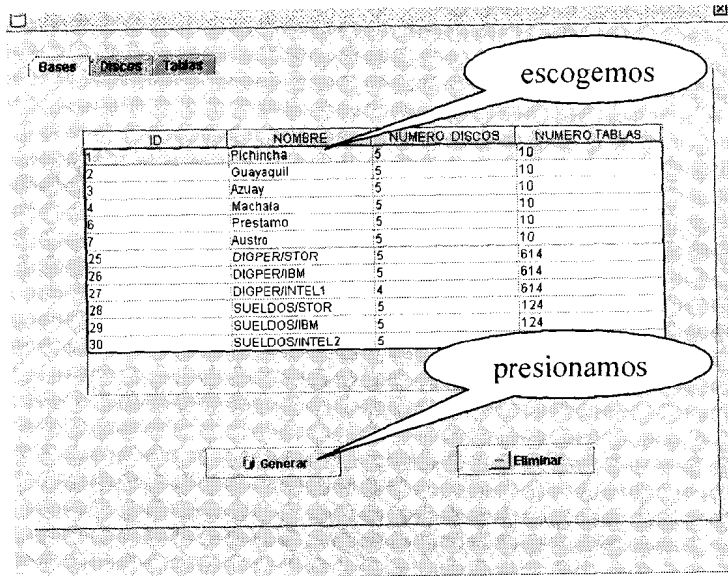 Bases Discos Tablas
escogemos
ID NOMBRE NUMERO DISCOS NUMERO TABLAS
1 Pichincha 5 10
2 Guayaquil 5 10
3 Azuay 5 10
4 Machala 5 10
6 Prestamo 5 10
7 Austro 5 10
25 DIGPER/STOR 5 614
26 DIGPER/IBM 5 614
27 DIGPER/INTEL1 4 614
28 SUELDOS/STOR 5 124
29 SUELDOS/IBM 5 124
30 SUELDOS/INTEL2 5
presionamos
Generar Eliminar